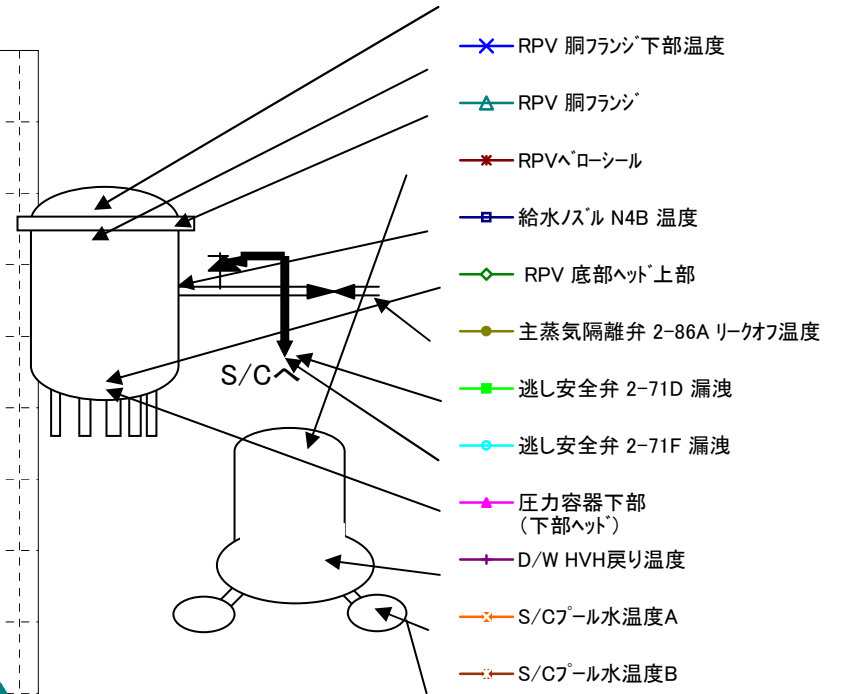 RPV 胴フランジ下部温度
RPV 胴フランジ
RPVベローシール
給水ノズル N4B 温度
RPV 底部ヘッド上部
主蒸気隔離弁 2-86A リークオフ温度
逃し安全弁 2-71D 漏洩
逃し安全弁 2-71F 漏洩
圧力容器下部
(下部ヘッド)
D/W HVH戻り温度
S/Cプール水温度A
S/Cプール水温度B
S/Cへ